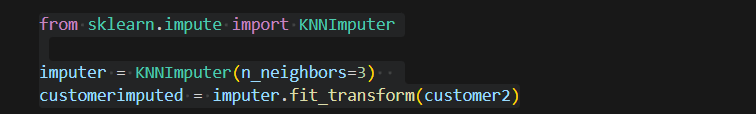 from sklearn.impute import KNNImputer
imputer = KNNImputer(n_neighbors=3)
customerimputed = imputer.fit_transform(customer2)